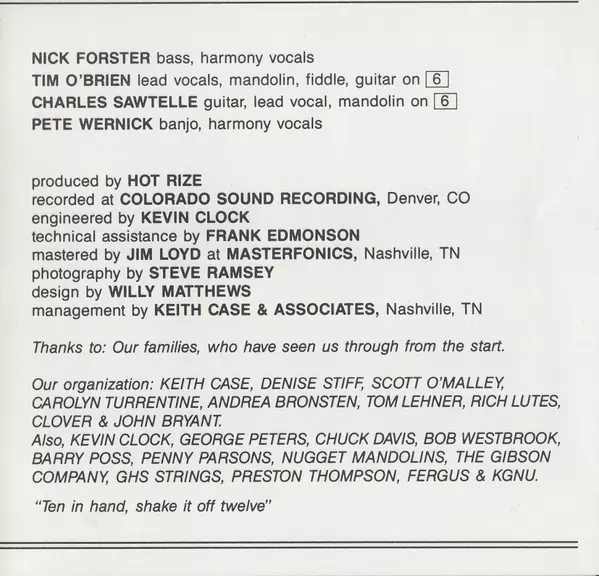 NICK FORSTER bass, harmony vocals
TIM O'BRIEN lead vocals, mandolin, fiddle, guitar on 6
CHARLES SAWTELLE guitar, lead vocal, mandolin on 6
PETE WERNICK banjo, harmony vocals
produced by HOT RIZE
recorded at COLORADO SOUND RECORDING, Denver, CO
engineered by KEVIN CLOCK
technical assistance by FRANK EDMONSON
mastered by JIM LOYD at MASTERFONICS, Nashville, TN
photography by STEVE RAMSEY
design by WILLY MATTHEWS
management by KEITH CASE & ASSOCIATES, Nashville, TN
Thanks to: Our families, who have seen us through from the start.
Our organization: KEITH CASE, DENISE STIFF, SCOTT O'MALLEY,
CAROLYN TURRENTINE, ANDREA BRONSTEN, TOM LEHNER, RICH LUTES,
CLOVER & JOHN BRYANT.
Also, KEVIN CLOCK, GEORGE PETERS, CHUCK DAVIS, BOB WESTBROOK,
BARRY POSS, PENNY PARSONS, NUGGET MANDOLINS, THE GIBSON
COMPANY, GHS STRINGS, PRESTON THOMPSON, FERGUS & KGNU.
"Ten in hand, shake it off twelve"